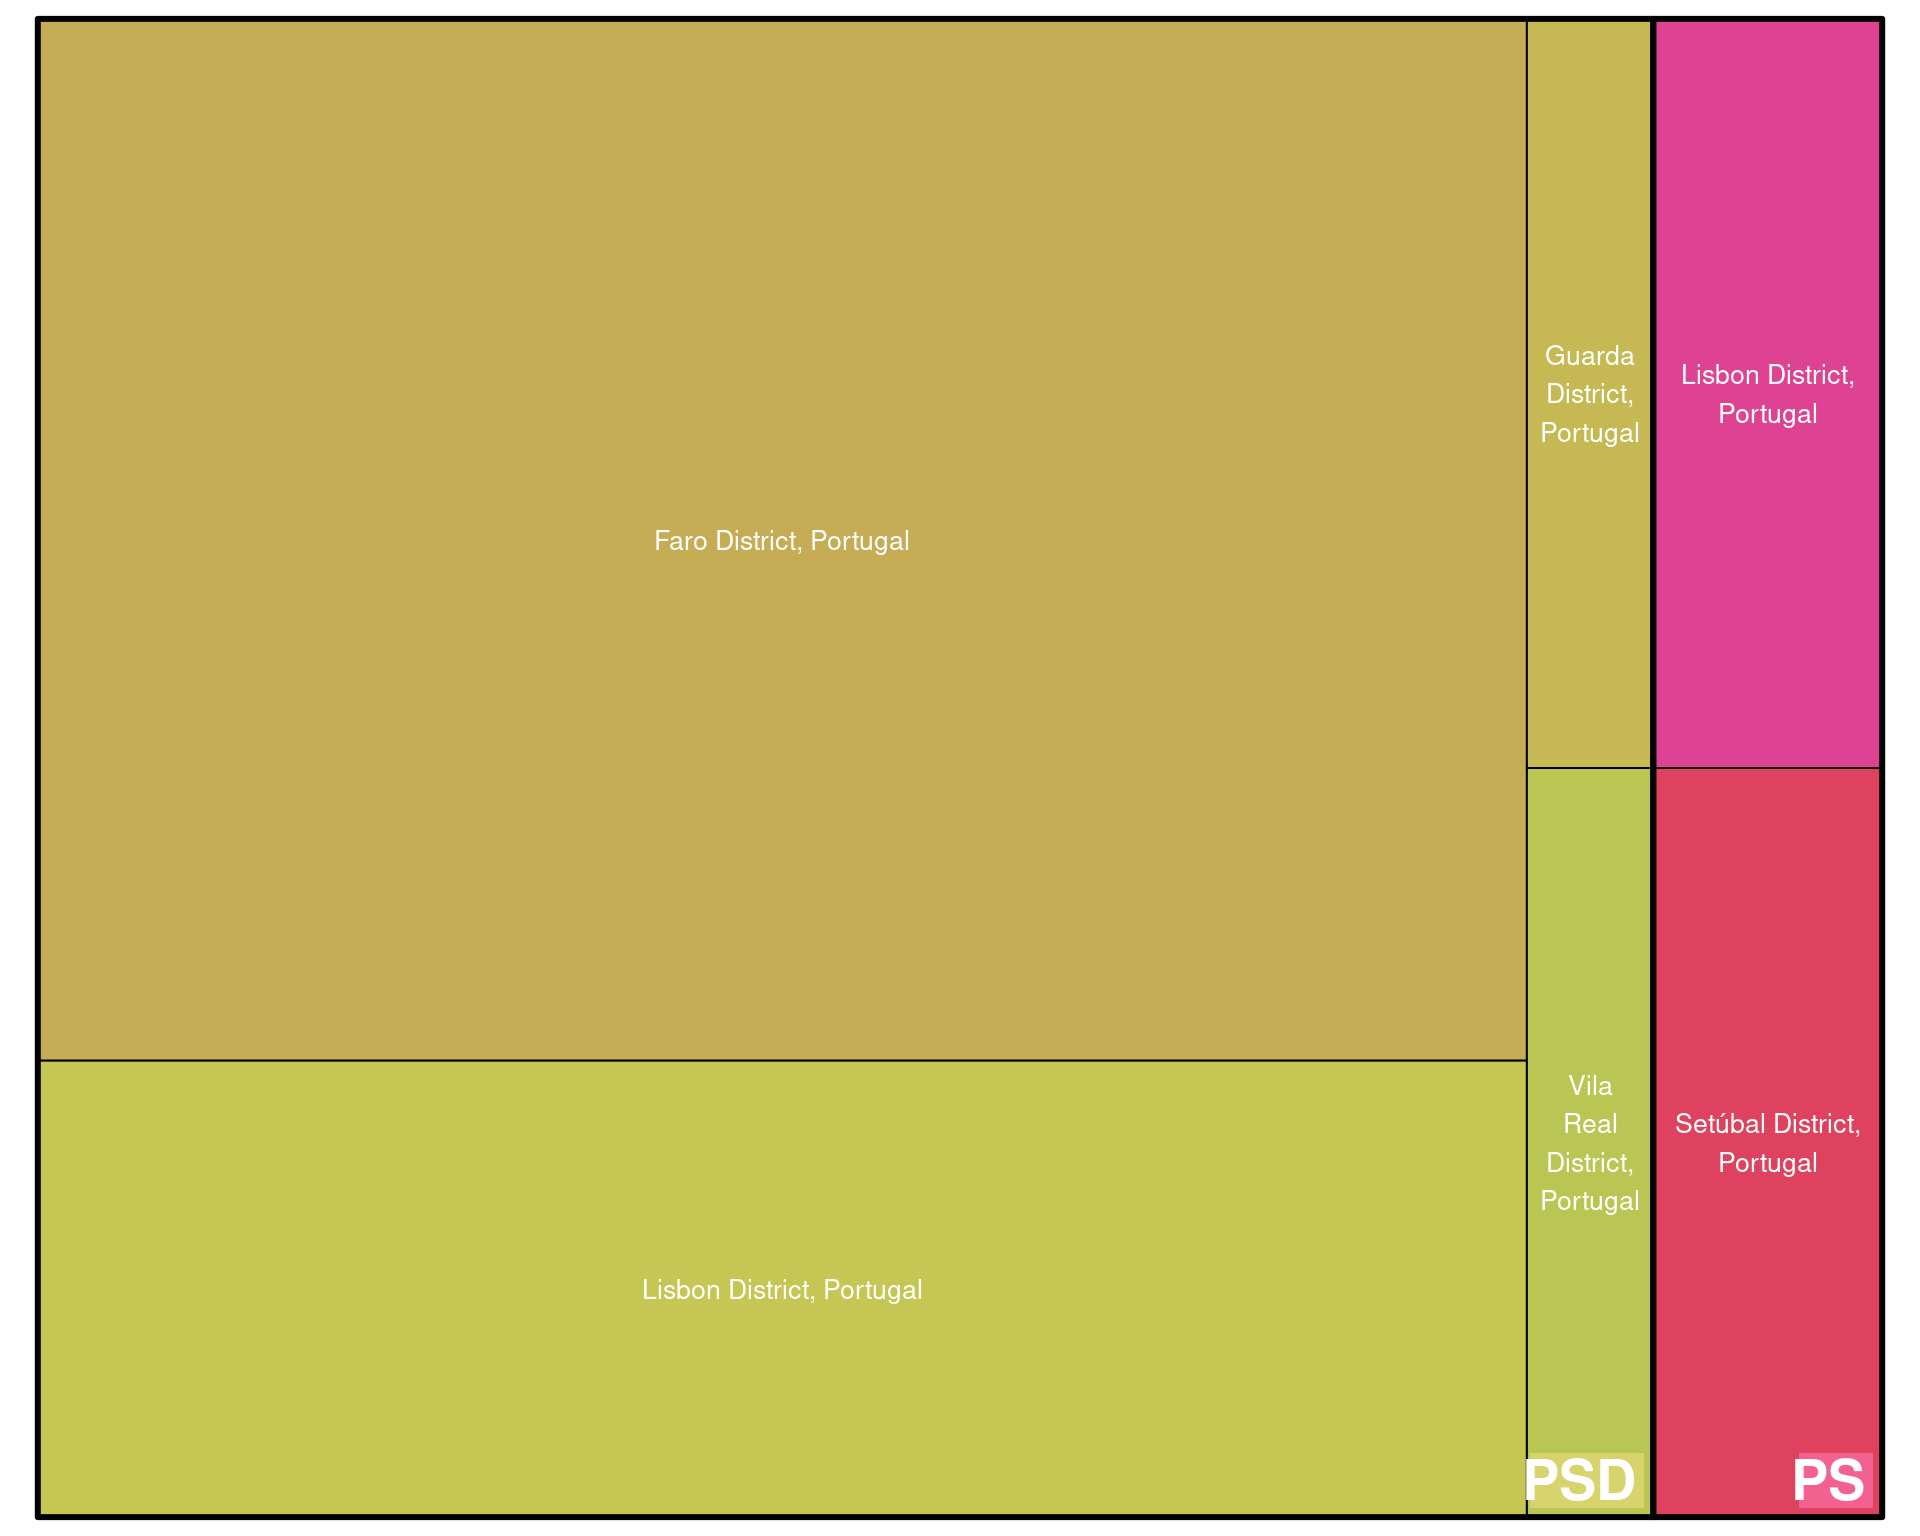 Faro District, Portugal
Lisbon District, Portugal
Guarda
District,
Portugal
Vila
Real
District,
Portugal
PSD
Lisbon District,
Portugal
Setúbal District,
Portugal
PS